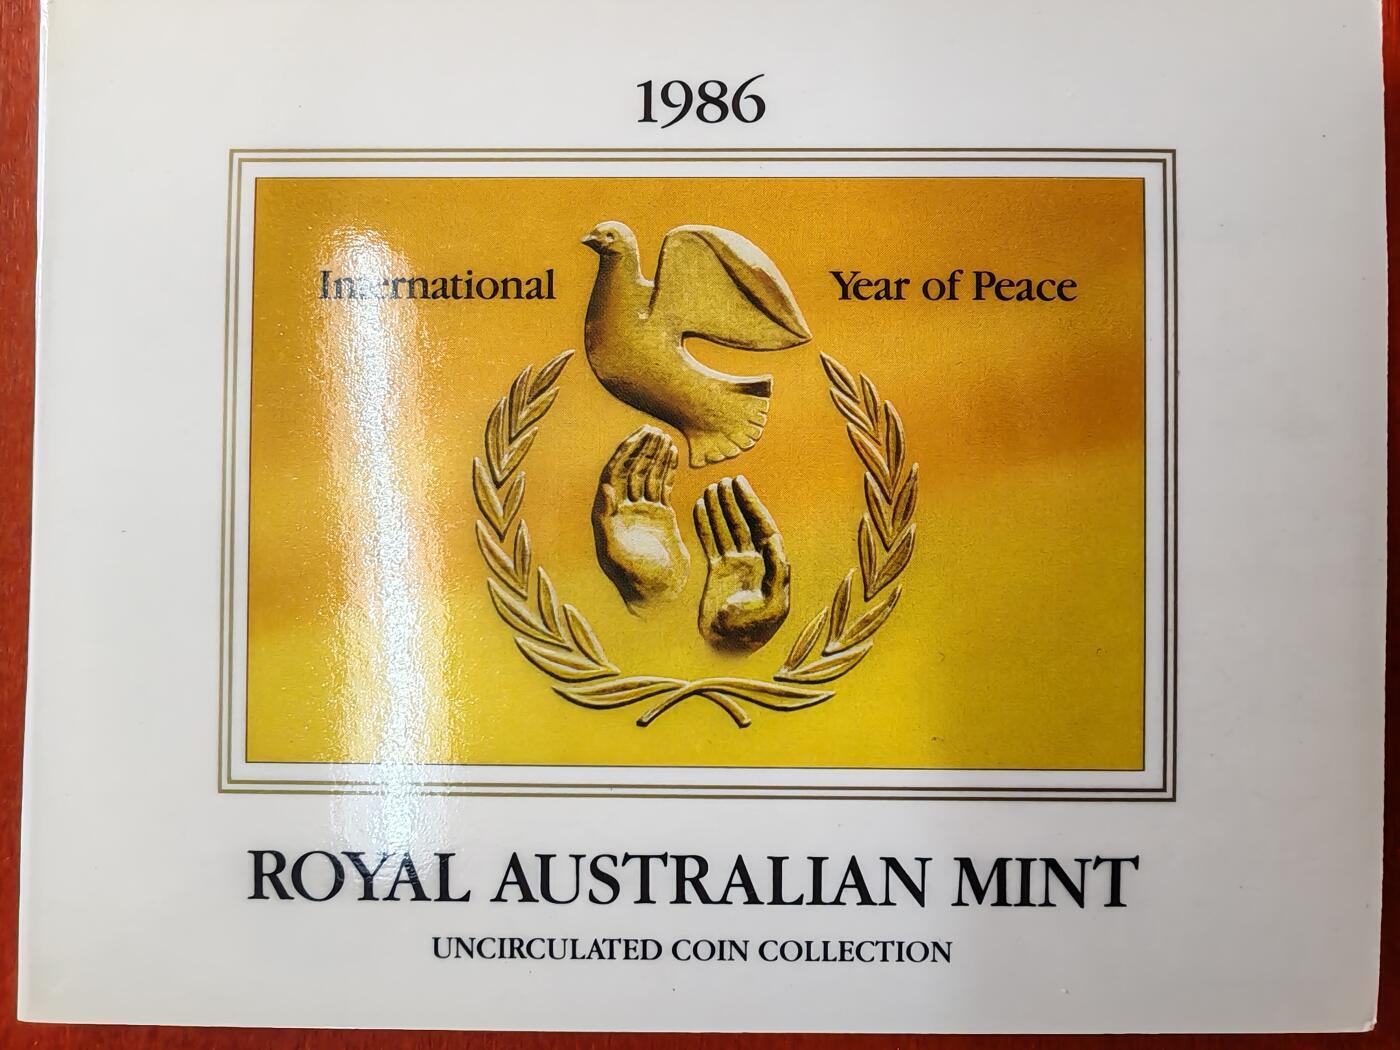 1986
International Year of Peace
ROYAL AUSTRALIAN MINT
UNCIRCULATED COIN COLLECTION